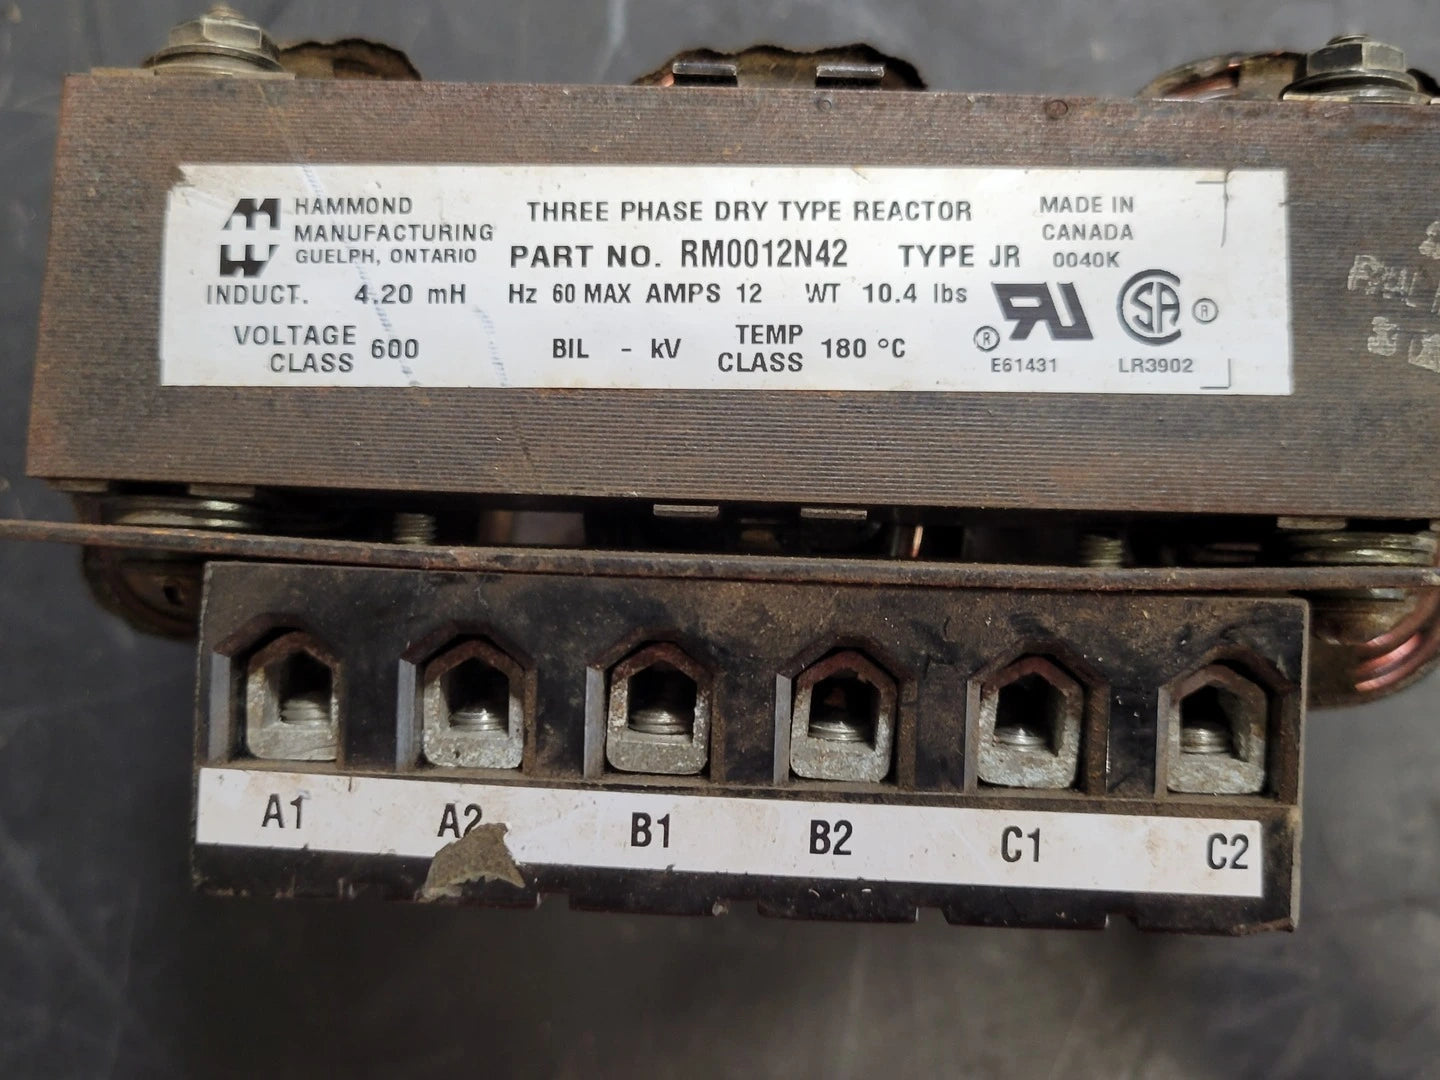 HAMMOND
MANUFACTURING
GUELPH, ONTARIO
THREE PHASE DRY TYPE REACTOR
MADE IN
CANADA
PART NO. RM0012N42 TYPE JR 0040K
INDUCT. 4.20 mH Hz 60 MAX AMPS 12 WT 10.4 lbs
VOLTAGE
CLASS 600
BIL - kV
TEMP
CLASS 180 °C
E61431
LR3902
A1 A2 B1 B2 C1 C2